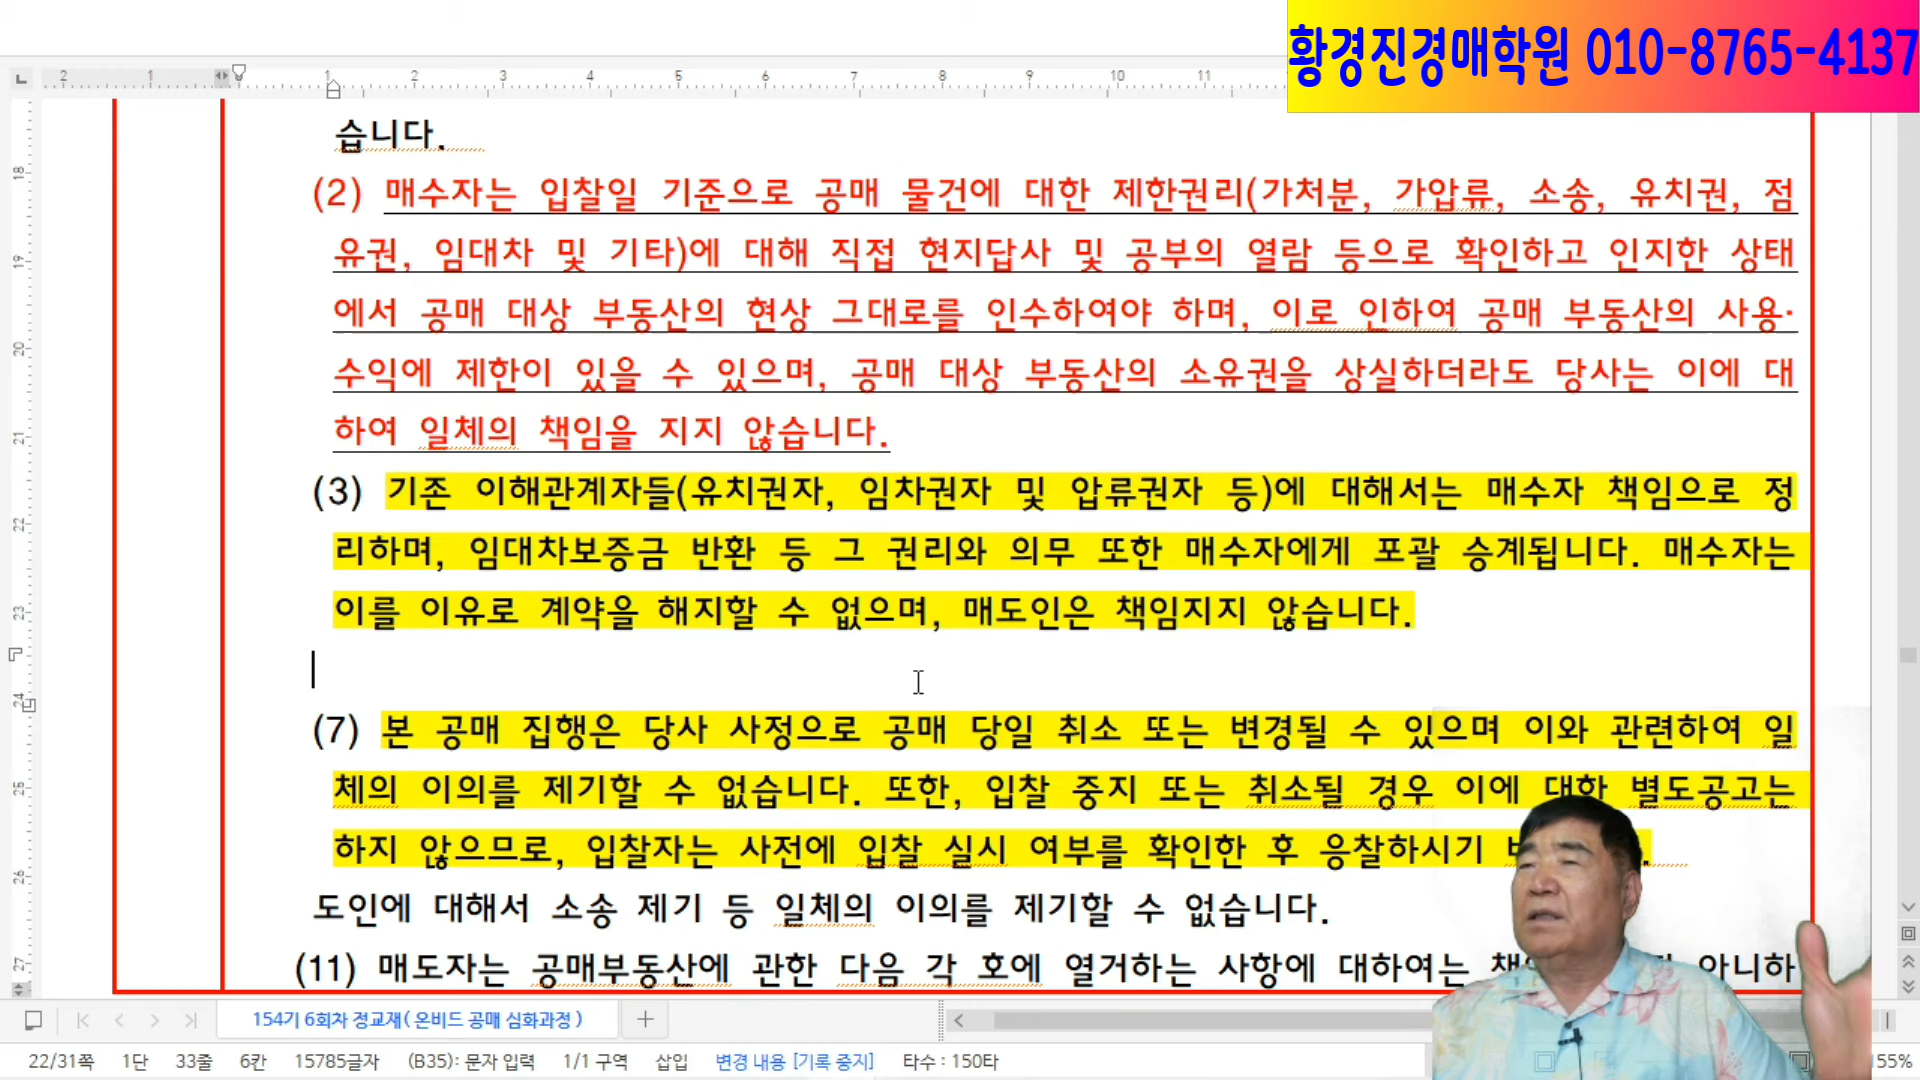 황경진경매학원 010-8765-4137
습니다.
(2) 매수자는 입찰일 기준으로 공매 물건에 대한 제한권리(가처분, 가압류, 소송, 유치권, 점
유권, 임대차 및 기타)에 대해 직접 현지답사 및 공부의 열람 등으로 확인하고 인지한 상태
에서 공매 대상 부동산의 현상 그대로를 인수하여야 하며, 이로 인하여 공매 부동산의 사용·
수익에 제한이 있을 수 있으며, 공매 대상 부동산의 소유권을 상실하더라도 당사는 이에 대
하여 일체의 책임을 지지 않습니다.
(3) 기존 이해관계자들(유치권자, 임차권자 및 압류권자 등)에 대해서는 매수자 책임으로 정
리하며, 임대차보증금 반환 등 그 권리와 의무 또한 매수자에게 포괄 승계됩니다. 매수자는
이를 이유로 계약을 해지할 수 없으며, 매도인은 책임지지 않습니다.
(7) 본 공매 집행은 당사 사정으로 공매 당일 취소 또는 변경될 수 있으며 이와 관련하여 일
체의 이의를 제기할 수 없습니다. 또한, 입찰 중지 또는 취소될 경우 이에 대한 별도공고는
하지 않으므로, 입찰자는 사전에 입찰 실시 여부를 확인한 후 응찰하시기
도인에 대해서 소송 제기 등 일체의 이의를 제기할 수 없습니다.
(11) 매도자는 공매부동산에 관한 다음 각 호에 열거하는 사항에 대하여는 아니하
154기 6회차 정교재( 온비드 공매 심화과정 )
22/31쪽 1단 33줄 6칸 15785글자 (B35): 문자 입력 1/1 구역 삽입 변경 내용 [기록 중지] 타수 : 150타 155%